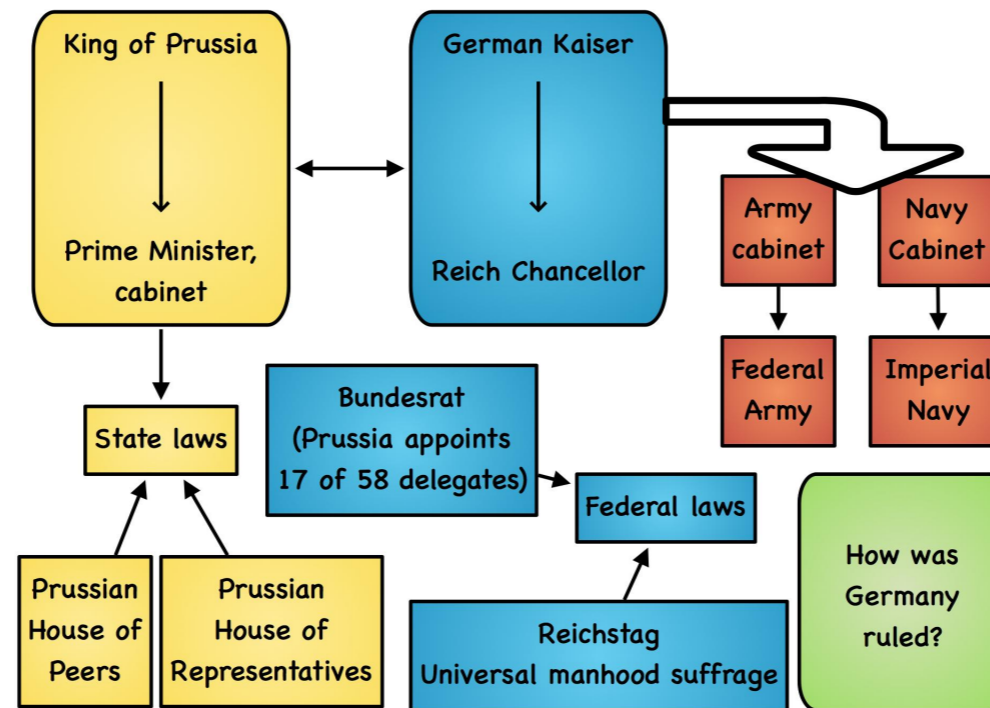 King of Prussia
Prime Minister,
cabinet
German Kaiser
Reich Chancellor
Army
cabinet
Navy
Cabinet
Federal
Army
Imperial
Navy
State laws
Bundesrat
(Prussia appoints
17 of 58 delegates)
Federal laws
Prussian
House of
Peers
Prussian
House of
Representatives
Reichstag
Universal manhood suffrage
How was
Germany
ruled?